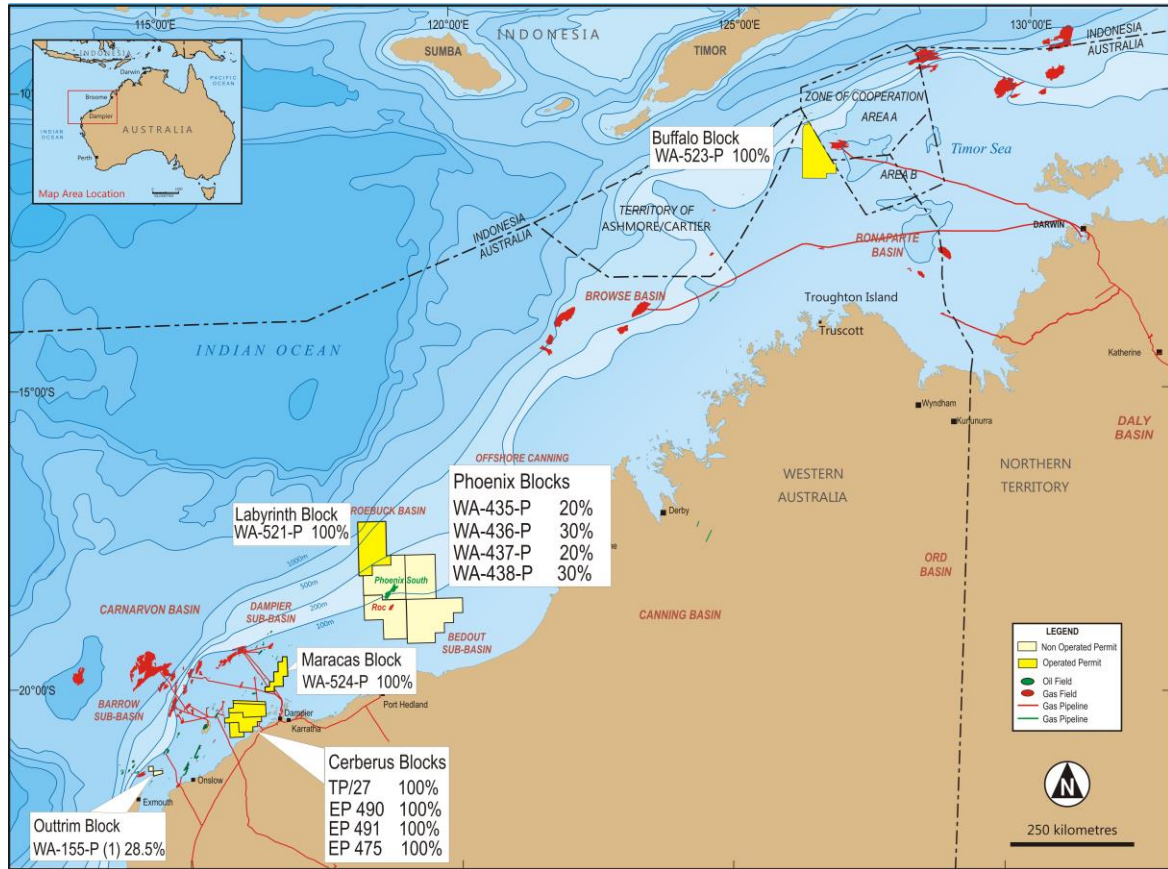 115°00'E
120°00'E
125°00'E
130°00'E
INDONESIA
SUMBA
TIMOR
INDONESIA
AUSTRALIA
10°
INDONESIA
Darwin
PACIFIC
OCEAN
Broome
Dampier
INDIAN
OCEAN
AUSTRALIA
Perth
Map Area Location
ZONE OF COOPERATION
AREA A
AREA B
Timor Sea
Buffalo Block
WA-523-P 100%
TERRITORY OF
ASHMORE/CARTIER
INDONESIA
AUSTRALIA
BONAPARTE
BASIN
DARWIN
BROWSE BASIN
Troughton Island
Truscott
INDIAN OCEAN
Katherine
15°00'S
Wyndham
Kununurra
DALY
BASIN
OFFSHORE CANNING
Phoenix Blocks
WA-435-P 20%
WA-436-P 30%
WA-437-P 20%
WA-438-P 30%
WESTERN
AUSTRALIA
NORTHERN
TERRITORY
Derby
ROEBUCK BASIN
Labyrinth Block
WA-521-P 100%
1000m
500m
200m
100m
Phoenix South
Roc
ORD
BASIN
CARNARVON BASIN
DAMPIER
SUB-BASIN
CANNING BASIN
BEDOUT
SUB-BASIN
Maracas Block
WA-524-P 100%
20°00'S
Port Hedland
BARROW
SUB-BASIN
Dampier
Karratha
Onslow
Exmouth
Cerberus Blocks
TP/27 100%
EP 490 100%
EP 491 100%
EP 475 100%
Outtrim Block
WA-155-P (1) 28.5%
LEGEND
Non Operated Permit
Operated Permit
Oil Field
Gas Field
Gas Pipeline
Gas Pipeline
N
250 kilometres